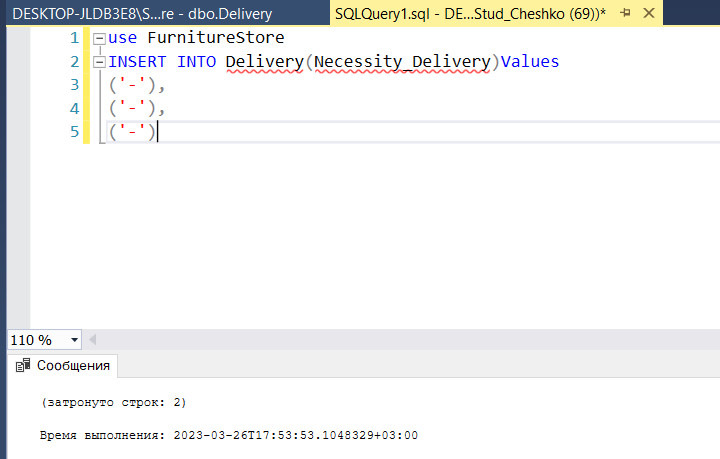 DESKTOP-JLDB3E8\S...re - dbo.Delivery
SQLQuery1.sql - DE...Stud_Cheshko (69))*
1 use FurnitureStore
2 INSERT INTO Delivery(Necessity_Delivery)Values
3 ('-'),
4 ('-'),
5 ('-')
110 %
Сообщения
(затронуто строк: 2)
Время выполнения: 2023-03-26T17:53:53.1048329+03:00